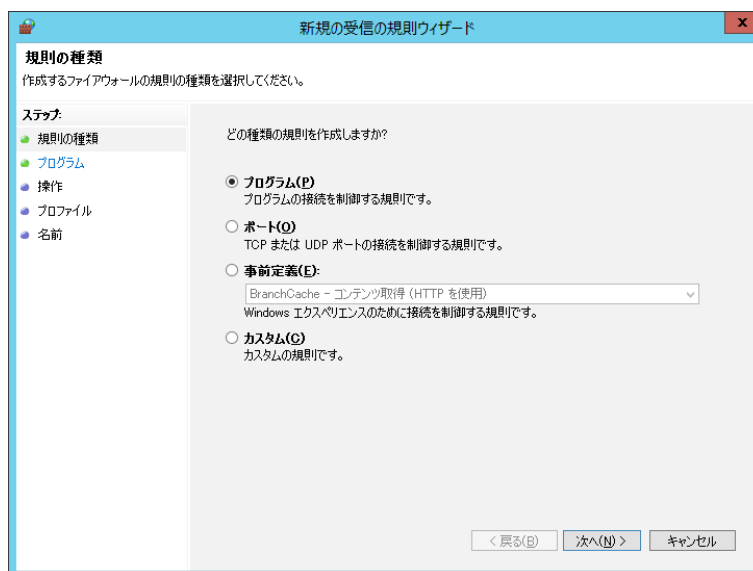 新規の受信の規則ウィザード
x
規則の種類
作成するファイアウォールの規則の種類を選択してください。
ステップ:
規則の種類
プログラム
操作
プロファイル
名前
どの種類の規則を作成しますか?
プログラム(P)
プログラムの接続を制御する規則です。
ポート(O)
TCP または UDP ポートの接続を制御する規則です。
事前定義(E):
BranchCache - コンテンツ取得 (HTTP を使用)
Windows エクスペリエンスのために接続を制御する規則です。
カスタム(C)
カスタムの規則です。
< 戻る(B) 次へ(N) > キャンセル